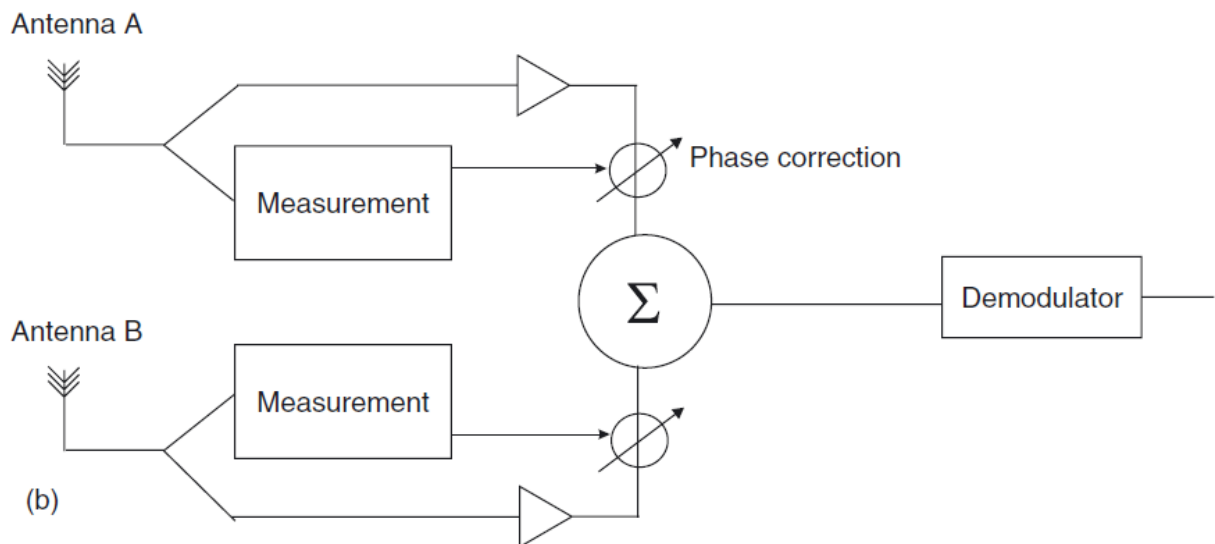 Antenna A
Phase correction
Measurement
Σ
Demodulator
Antenna B
Measurement
(b)